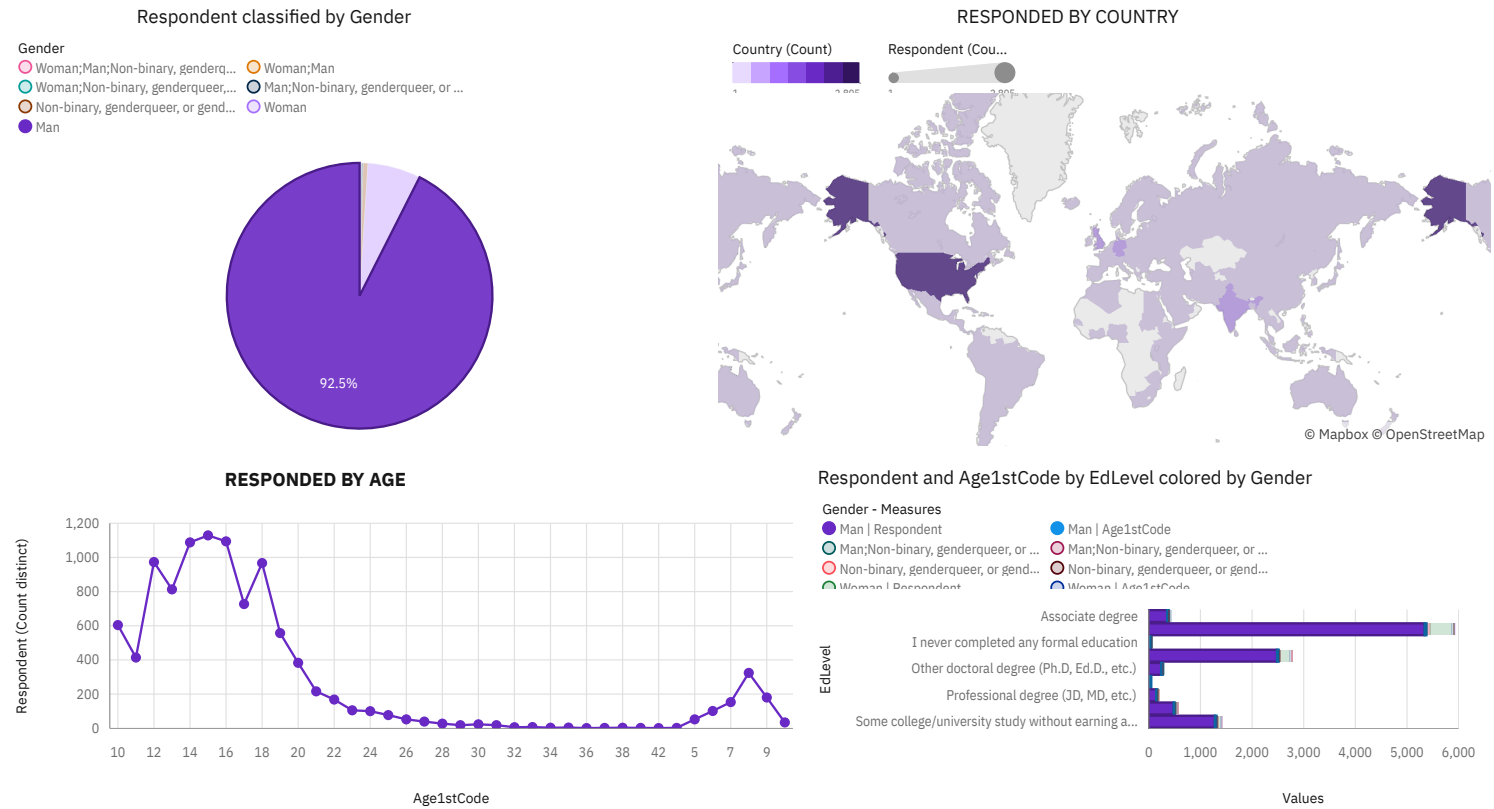 Respondent classified by Gender
Gender
Woman;Man;Non-binary, genderq...
Woman;Man
Woman;Non-binary, genderqueer,...
Man;Non-binary, genderqueer, or ...
Non-binary, genderqueer, or gend...
Woman
Man
92.5%
RESPONDED BY COUNTRY
Country (Count)
Respondent (Cou...
© Mapbox © OpenStreetMap
RESPONDED BY AGE
Respondent (Count distinct)
1,200
1,000
800
600
400
200
0
10 12 14 16 18 20 22 24 26 28 30 32 34 36 38 42 5 7 9
Age1stCode
Respondent and Age1stCode by EdLevel colored by Gender
Gender - Measures
Man | Respondent
Man | Age1stCode
Man;Non-binary, genderqueer, or ...
Man;Non-binary, genderqueer, or ...
Non-binary, genderqueer, or gend...
Non-binary, genderqueer, or gend...
Woman | Respondent
Woman | Age1stCode
EdLevel
Associate degree
I never completed any formal education
Other doctoral degree (Ph.D, Ed.D., etc.)
Professional degree (JD, MD, etc.)
Some college/university study without earning a...
0 1,000 2,000 3,000 4,000 5,000 6,000
Values